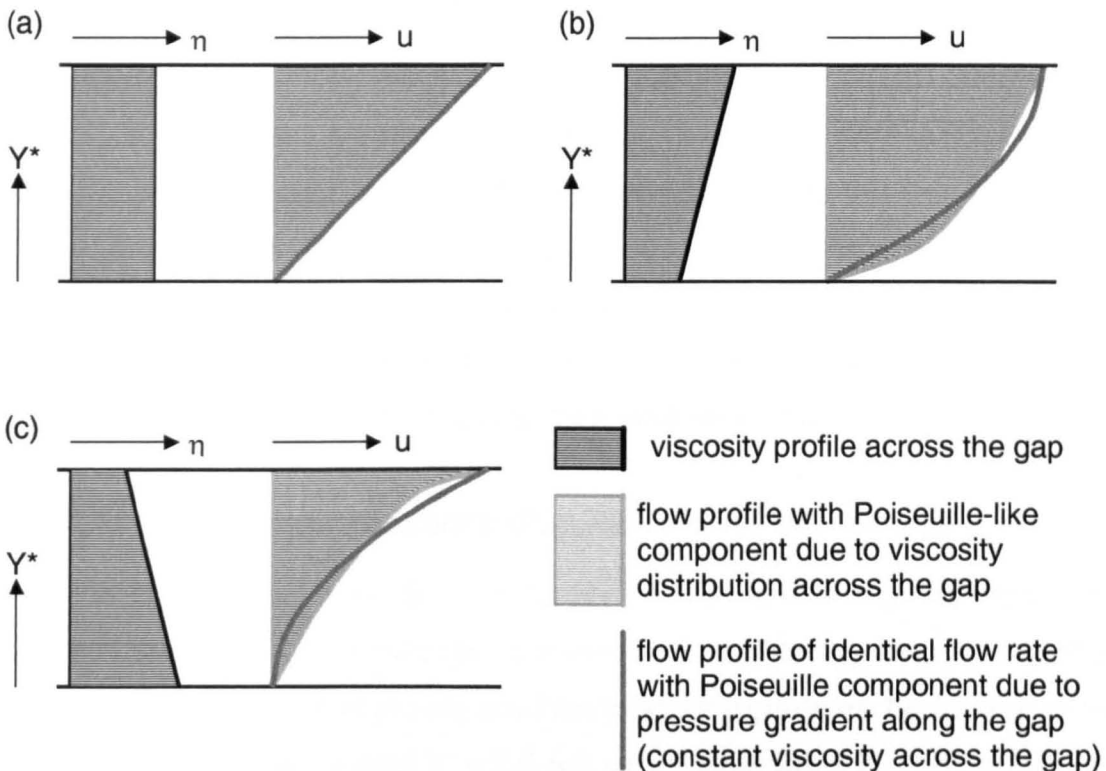 (a)
η
u
Y*
(b)
η
u
Y*
(c)
η
u
Y*
viscosity profile across the gap
flow profile with Poiseuille-like
component due to viscosity
distribution across the gap
flow profile of identical flow rate
with Poiseuille component due to
pressure gradient along the gap
(constant viscosity across the gap)